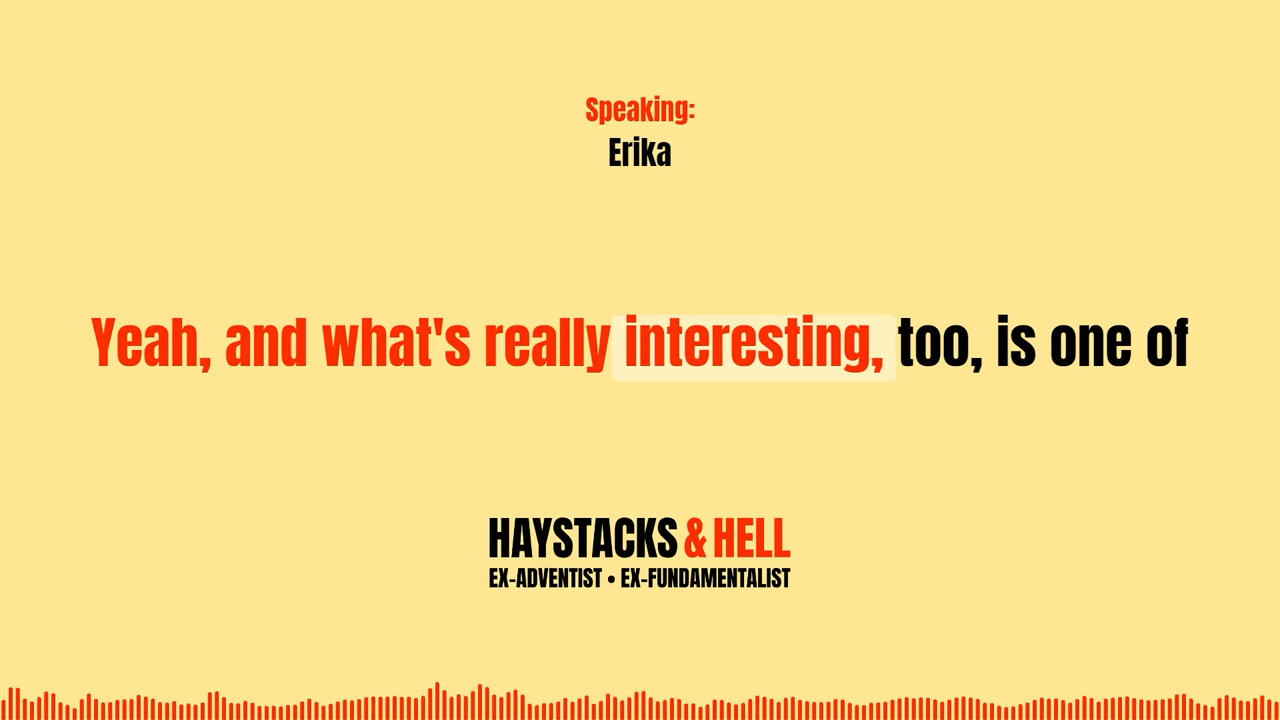 Speaking:
Erika
Yeah, and what's really interesting, too, is one of
HAYSTACKS & HELL
EX-ADVENTIST • EX-FUNDAMENTALIST